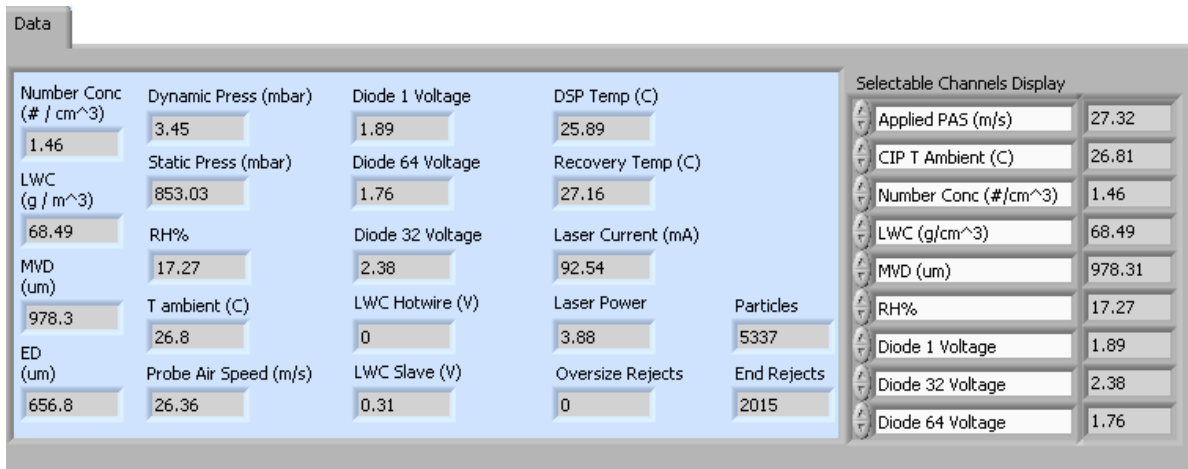 Data
Number Conc
(# / cm^3)
1.46
LWC
(g / m^3)
68.49
MVD
(um)
978.3
ED
(um)
656.8
Dynamic Press (mbar)
3.45
Static Press (mbar)
853.03
RH%
17.27
T ambient (C)
26.8
Probe Air Speed (m/s)
26.36
Diode 1 Voltage
1.89
Diode 64 Voltage
1.76
Diode 32 Voltage
2.38
LWC Hotwire (V)
0
LWC Slave (V)
0.31
DSP Temp (C)
25.89
Recovery Temp (C)
27.16
Laser Current (mA)
92.54
Laser Power
3.88
Oversize Rejects
0
Particles
5337
End Rejects
2015
Selectable Channels Display
Applied PAS (m/s) 27.32
CIP T Ambient (C) 26.81
Number Conc (#/cm^3) 1.46
LWC (g/cm^3) 68.49
MVD (um) 978.31
RH% 17.27
Diode 1 Voltage 1.89
Diode 32 Voltage 2.38
Diode 64 Voltage 1.76